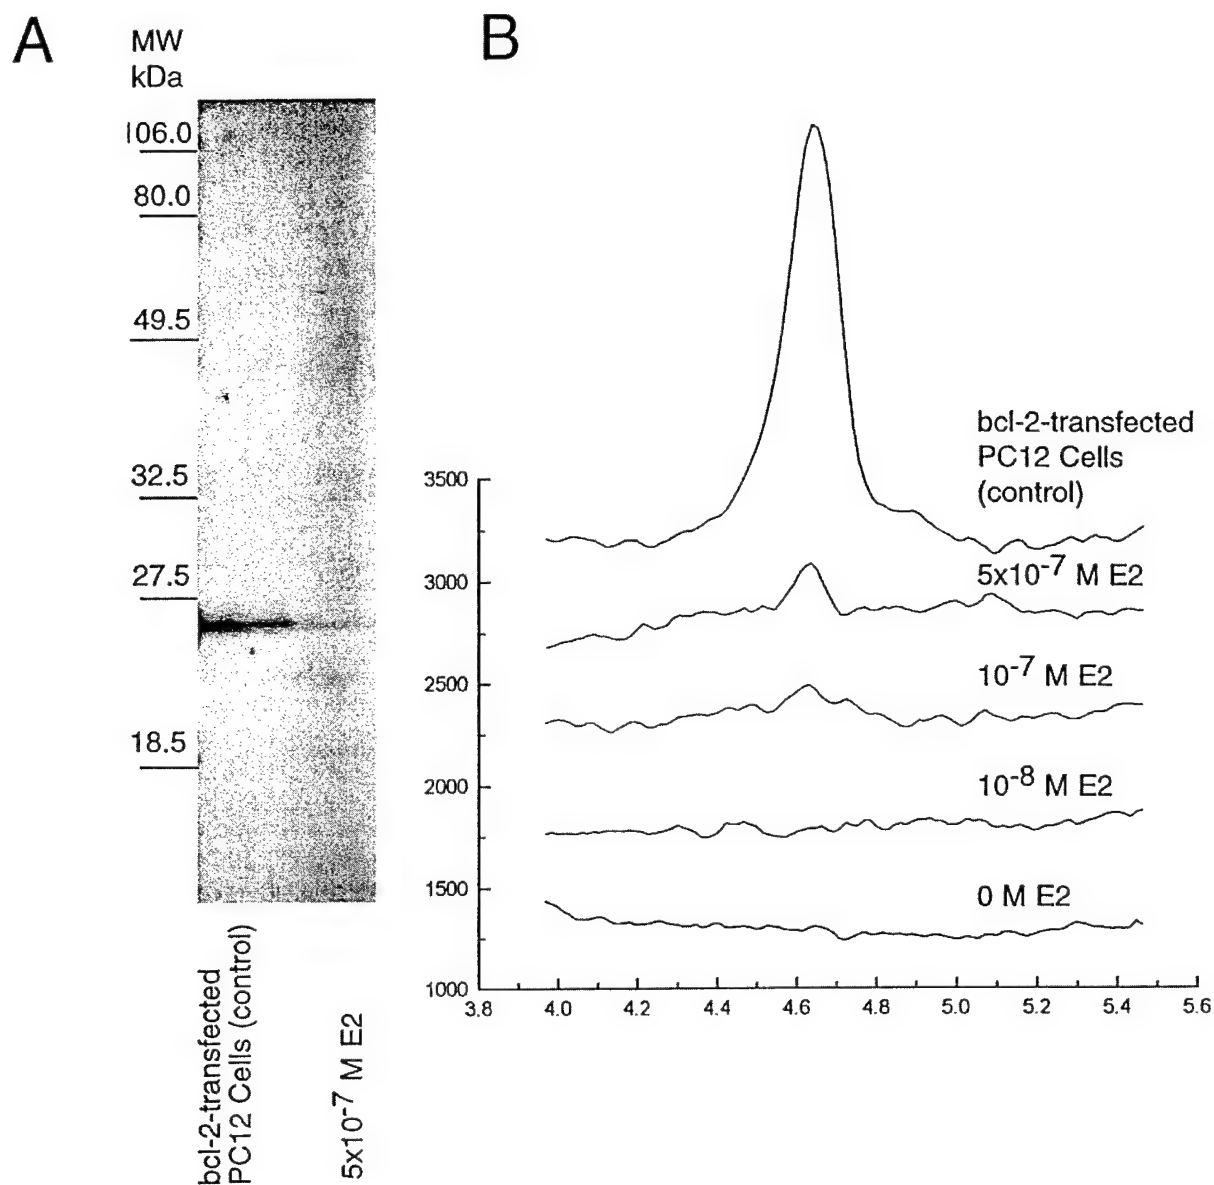 A
MW
kDa
106.0
80.0
49.5
32.5
27.5
18.5
bcl-2-transfected
PC12 Cells (control)
5x10⁻⁷ M E2
B
3500
3000
2500
2000
1500
1000
3.8 4.0 4.2 4.4 4.6 4.8 5.0 5.2 5.4 5.6
bcl-2-transfected
PC12 Cells
(control)
5x10⁻⁷ M E2
10⁻⁷ M E2
10⁻⁸ M E2
0 M E2